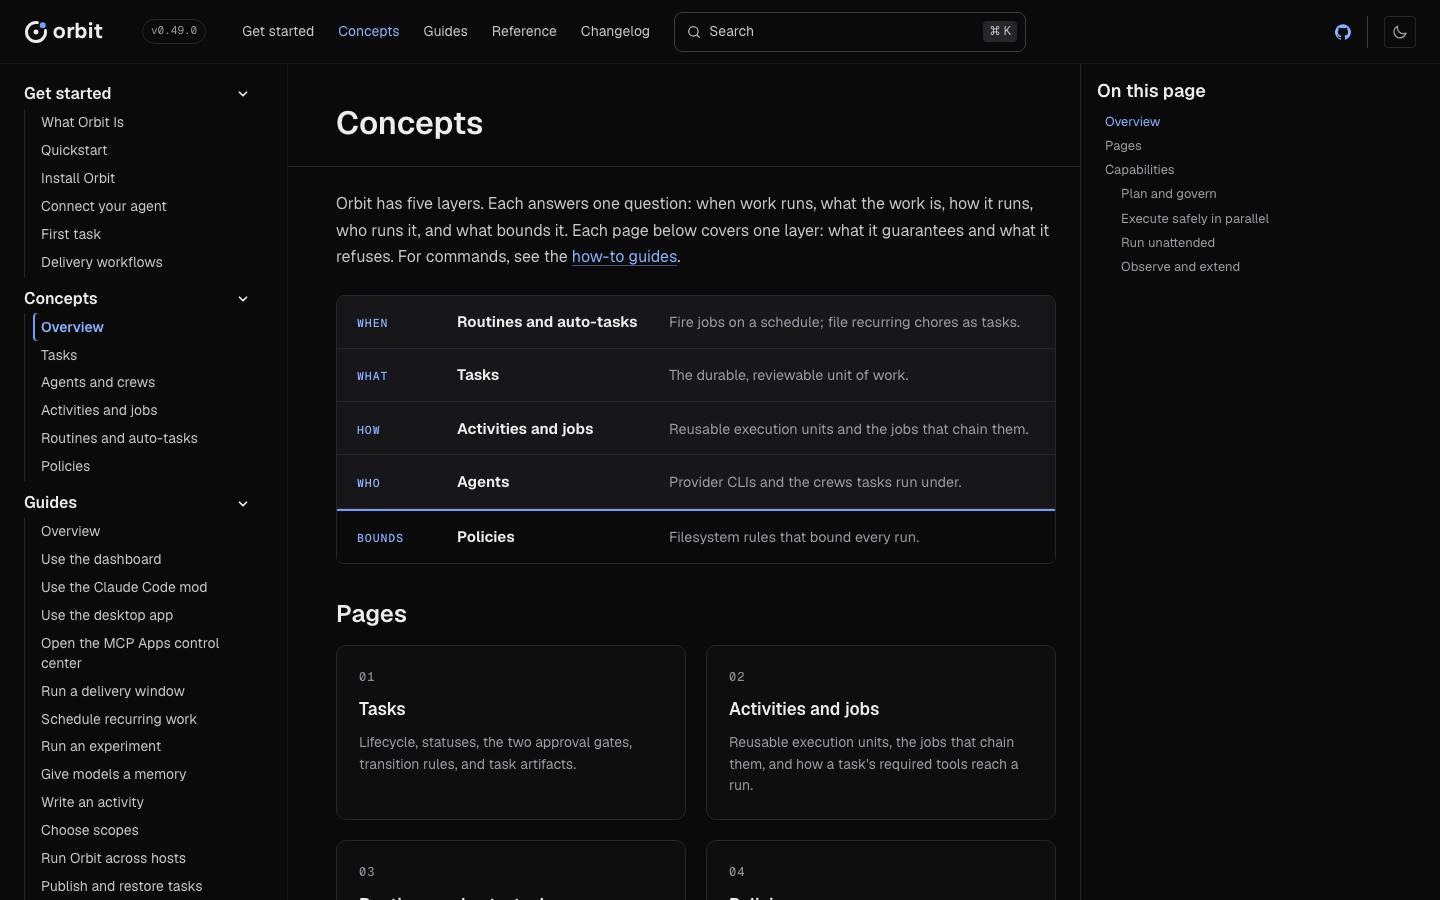 orbit
v0.49.0
Get started
Concepts
Guides
Reference
Changelog
Search
⌘ K
Get started
What Orbit Is
Quickstart
Install Orbit
Connect your agent
First task
Delivery workflows
Concepts
Overview
Tasks
Agents and crews
Activities and jobs
Routines and auto-tasks
Policies
Guides
Overview
Use the dashboard
Use the Claude Code mod
Use the desktop app
Open the MCP Apps control
center
Run a delivery window
Schedule recurring work
Run an experiment
Give models a memory
Write an activity
Choose scopes
Run Orbit across hosts
Publish and restore tasks
Concepts
Orbit has five layers. Each answers one question: when work runs, what the work is, how it runs,
who runs it, and what bounds it. Each page below covers one layer: what it guarantees and what it
refuses. For commands, see the how-to guides.
WHEN Routines and auto-tasks Fire jobs on a schedule; file recurring chores as tasks.
WHAT Tasks The durable, reviewable unit of work.
HOW Activities and jobs Reusable execution units and the jobs that chain them.
WHO Agents Provider CLIs and the crews tasks run under.
BOUNDS Policies Filesystem rules that bound every run.
Pages
01
Tasks
Lifecycle, statuses, the two approval gates,
transition rules, and task artifacts.
02
Activities and jobs
Reusable execution units, the jobs that chain
them, and how a task's required tools reach a
run.
03
04
On this page
Overview
Pages
Capabilities
Plan and govern
Execute safely in parallel
Run unattended
Observe and extend